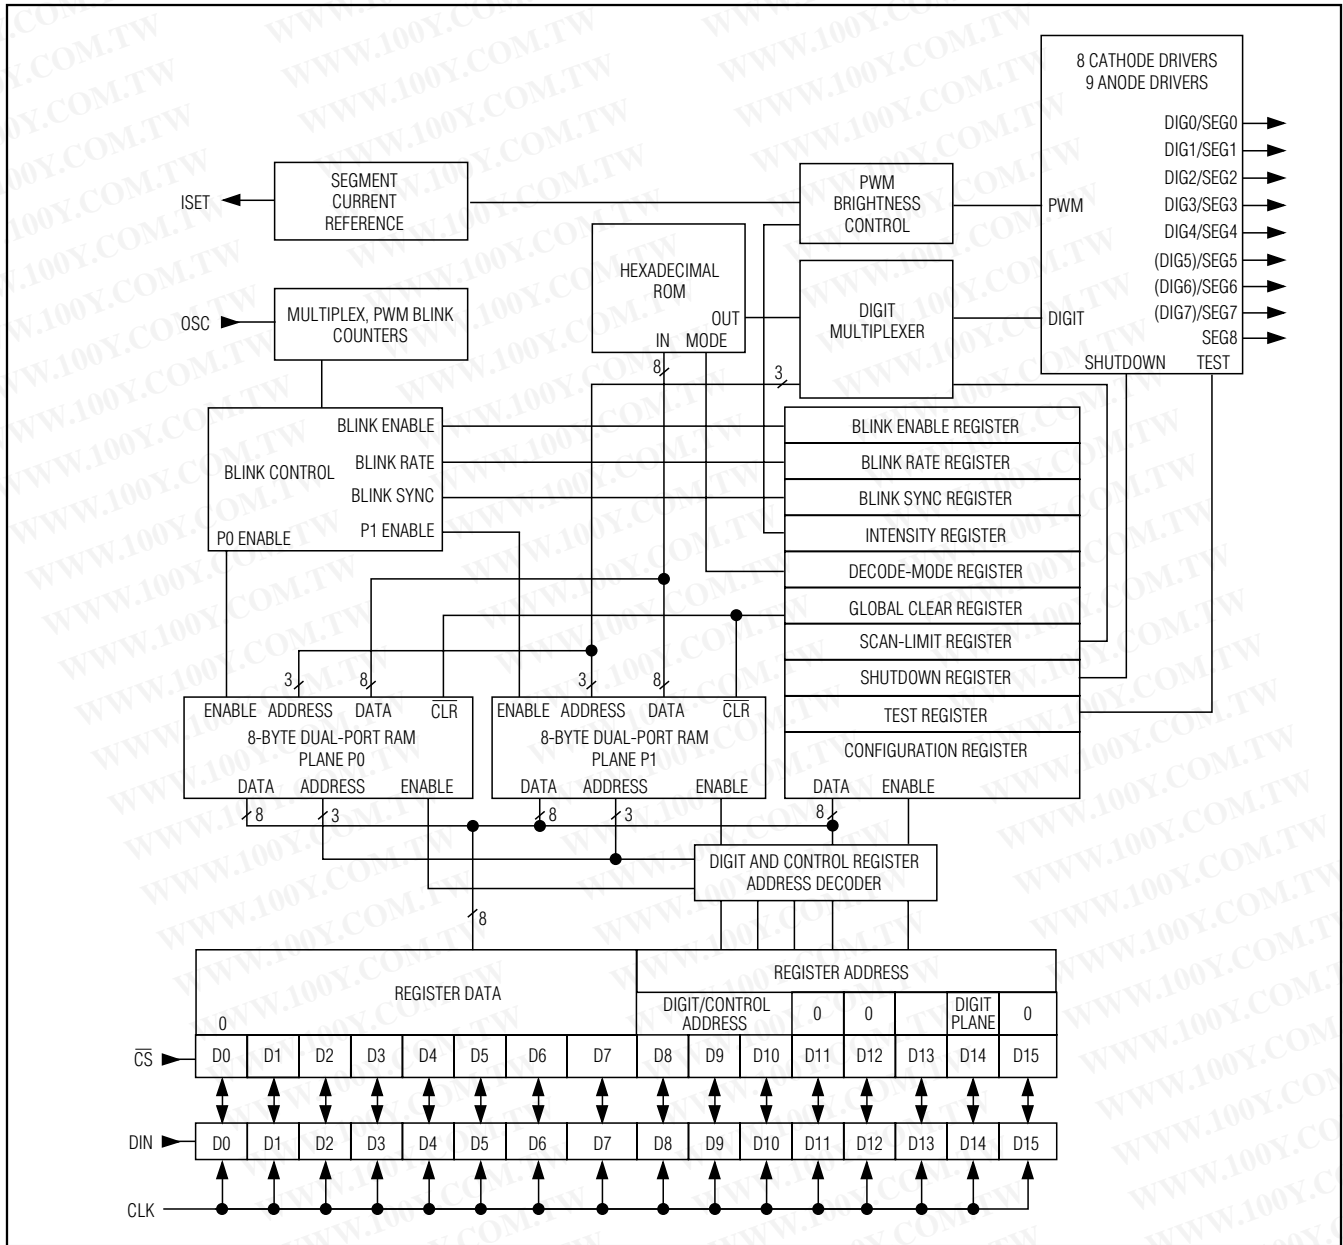 8 CATHODE DRIVERS
9 ANODE DRIVERS
DIG0/SEG0
DIG1/SEG1
DIG2/SEG2
DIG3/SEG3
DIG4/SEG4
(DIG5)/SEG5
(DIG6)/SEG6
(DIG7)/SEG7
SEG8
PWM
DIGIT
SHUTDOWN TEST
ISET
SEGMENT
CURRENT
REFERENCE
PWM
BRIGHTNESS
CONTROL
OSC
MULTIPLEX, PWM BLINK
COUNTERS
HEXADECIMAL
ROM
OUT
IN MODE
8
DIGIT
MULTIPLEXER
3
BLINK CONTROL
BLINK ENABLE
BLINK RATE
BLINK SYNC
P1 ENABLE
P0 ENABLE
BLINK ENABLE REGISTER
BLINK RATE REGISTER
BLINK SYNC REGISTER
INTENSITY REGISTER
DECODE-MODE REGISTER
GLOBAL CLEAR REGISTER
SCAN-LIMIT REGISTER
SHUTDOWN REGISTER
TEST REGISTER
CONFIGURATION REGISTER
DATA ENABLE
8
3 8 3 8
ENABLE ADDRESS DATA CLR
8-BYTE DUAL-PORT RAM
PLANE P0
DATA ADDRESS ENABLE
8 3
ENABLE ADDRESS DATA CLR
8-BYTE DUAL-PORT RAM
PLANE P1
DATA ADDRESS ENABLE
8 3
DIGIT AND CONTROL REGISTER
ADDRESS DECODER
8
REGISTER DATA
0
REGISTER ADDRESS
DIGIT/CONTROL
ADDRESS
0 0
DIGIT
PLANE
0
CS D0 D1 D2 D3 D4 D5 D6 D7 D8 D9 D10 D11 D12 D13 D14 D15
DIN D0 D1 D2 D3 D4 D5 D6 D7 D8 D9 D10 D11 D12 D13 D14 D15
CLK
WWW.100Y.COM.TW